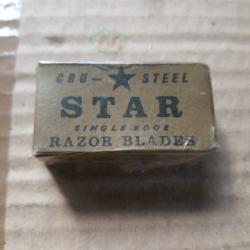 CRU-★ STEEL
STAR
SINGLE EDGE
RAZOR BLADES